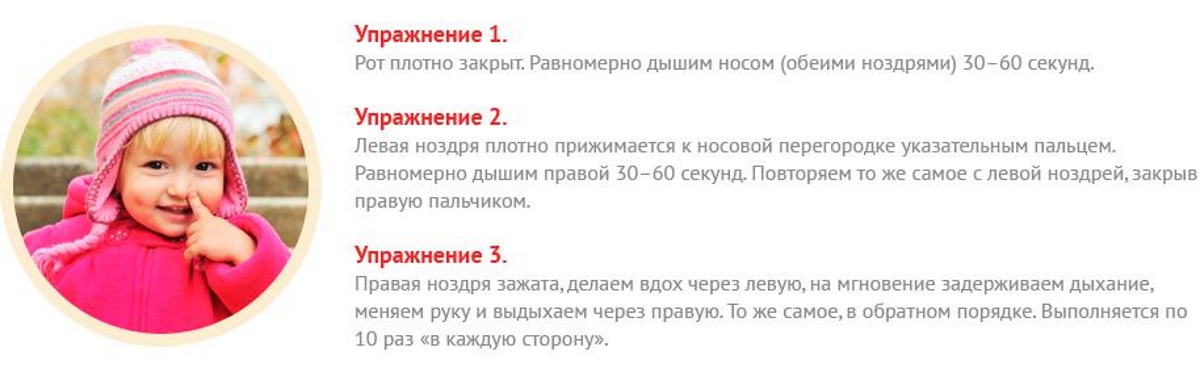 Упражнение 1.
Рот плотно закрыт. Равномерно дышим носом (обеими ноздрями) 30–60 секунд.
Упражнение 2.
Левая ноздря плотно прижимается к носовой перегородке указательным пальцем.
Равномерно дышим правой 30–60 секунд. Повторяем то же самое с левой ноздрей, закрыв
правую пальчиком.
Упражнение 3.
Правая ноздря зажата, делаем вдох через левую, на мгновение задерживаем дыхание,
меняем руку и выдыхаем через правую. То же самое, в обратном порядке. Выполняется по
10 раз «в каждую сторону».